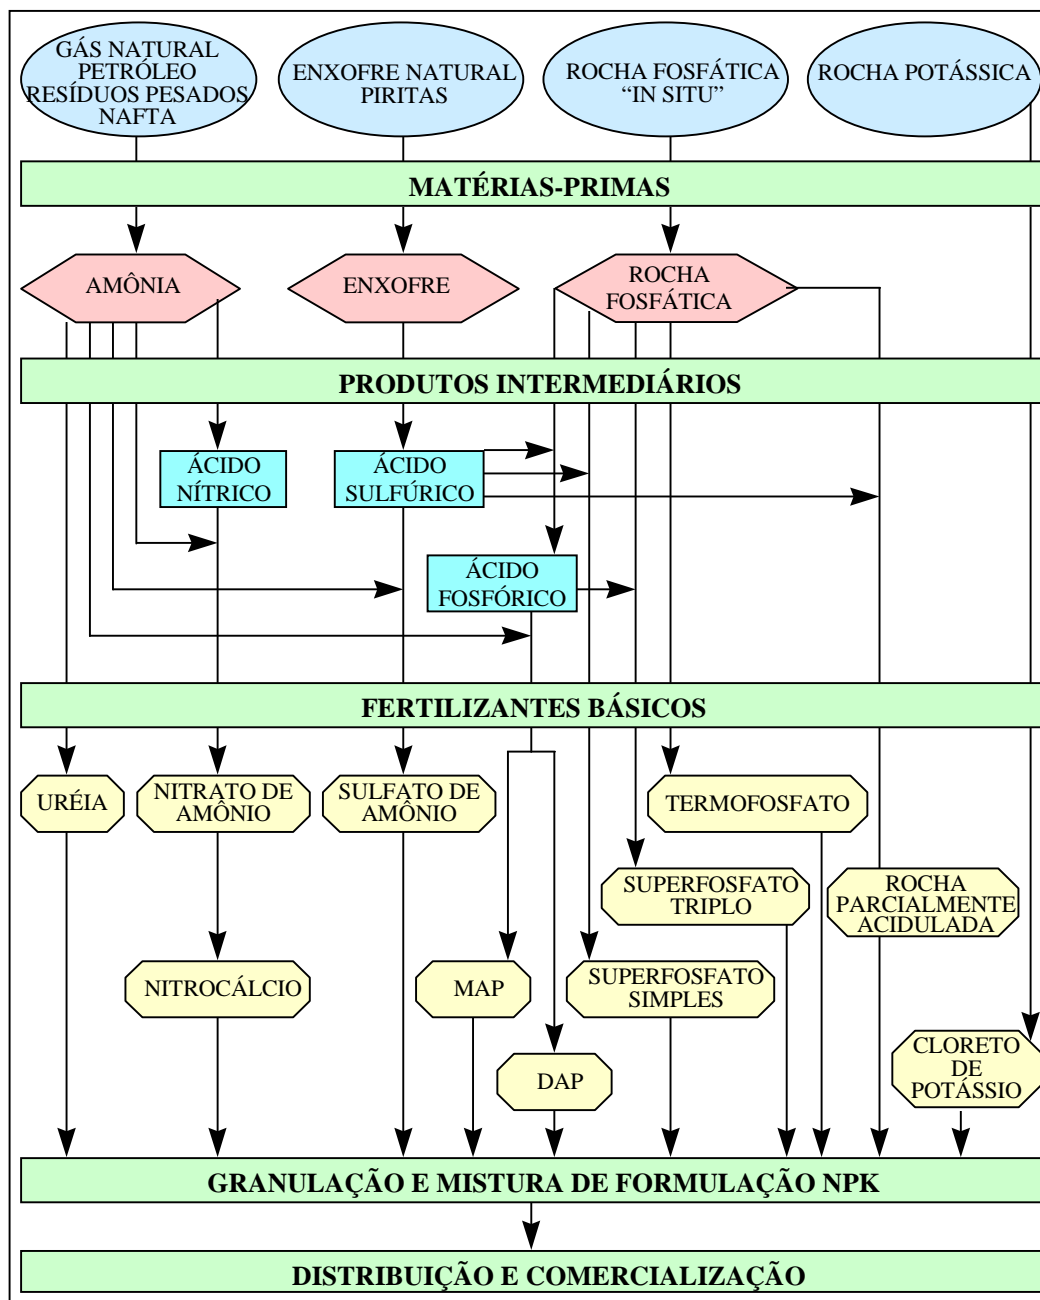 GÁS NATURAL
PETRÓLEO
RESÍDUOS PESADOS
NAFTA
ENXOFRE NATURAL
PIRITAS
ROCHA FOSFÁTICA
“IN SITU”
ROCHA POTÁSSICA
MATÉRIAS-PRIMAS
AMÔNIA
ENXOFRE
ROCHA
FOSFÁTICA
PRODUTOS INTERMEDIÁRIOS
ÁCIDO
NÍTRICO
ÁCIDO
SULFÚRICO
ÁCIDO
FOSFÓRICO
FERTILIZANTES BÁSICOS
URÉIA
NITRATO DE
AMÔNIO
SULFATO DE
AMÔNIO
TERMOFOSFATO
SUPERFOSFATO
TRIPLO
ROCHA
PARCIALMENTE
ACIDULADA
NITROCÁLCIO
MAP
SUPERFOSFATO
SIMPLES
DAP
CLORETO
DE
POTÁSSIO
GRANULAÇÃO E MISTURA DE FORMULAÇÃO NPK
DISTRIBUIÇÃO E COMERCIALIZAÇÃO